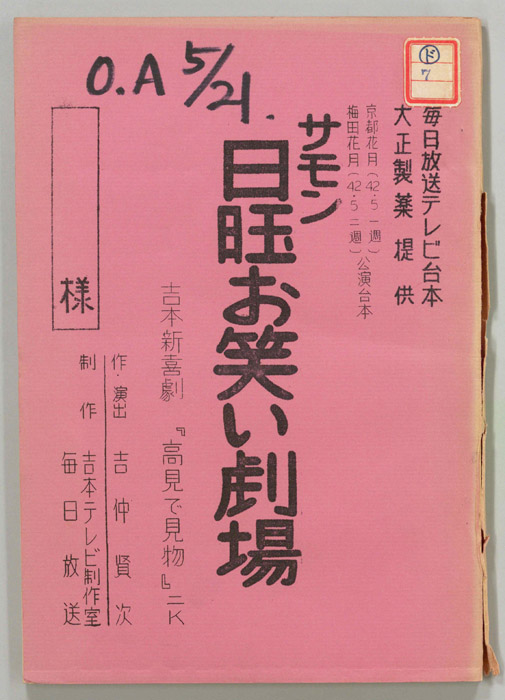 O.A 5/21.
ド
7
毎日放送テレビ台本
大正製薬提供
京都花月(42・5一週)
梅田花月(42・5二週)公演台本
サモン
日曜お笑い劇場
吉本新喜劇 『高見で見物』二K
作・演出 吉仲賢次
制作 吉本テレビ制作室
毎日放送
様